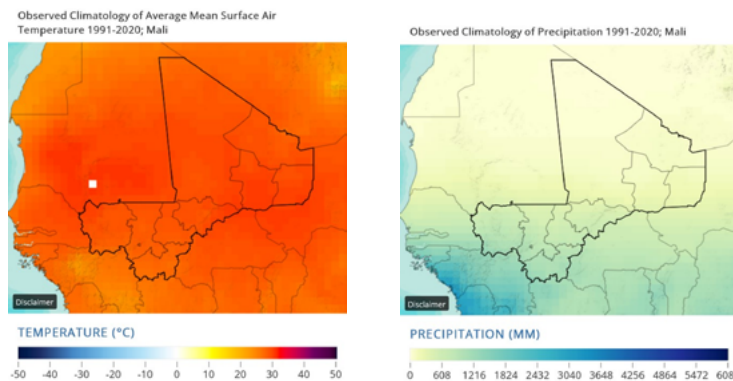 Observed Climatology of Average Mean Surface Air
Temperature 1991-2020; Mali
Disclaimer
TEMPERATURE (°C)
-50 -40 -30 -20 -10 0 10 20 30 40 50
Observed Climatology of Precipitation 1991-2020; Mali
Disclaimer
PRECIPITATION (MM)
0 608 1216 1824 2432 3040 3648 4256 4864 5472 608